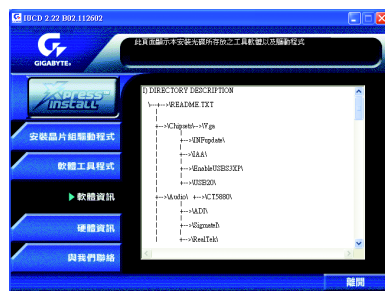 IUCD 2.22 B02.112602
GIGABYTE
此頁面顯示本安裝光碟所存放之工具軟體以及驅動程式
Xpress™
INSTALL
安裝晶片組驅動程式
軟體工具程式
軟體資訊
硬體資訊
與我們聯絡
I) DIRECTORY DESCRIPTION
\--+-->\README.TXT
|
+-->\Chipset\-->\Vga
| +-->\INFupdate\
| +-->\IAA\
| +-->\EnableUSBS3XP\
| +-->\USB20\
+-->\Audio\ +-->\CT5880\
| +-->\ADI\
| +-->\Sigmatel\
| +-->\RealTek\
離開